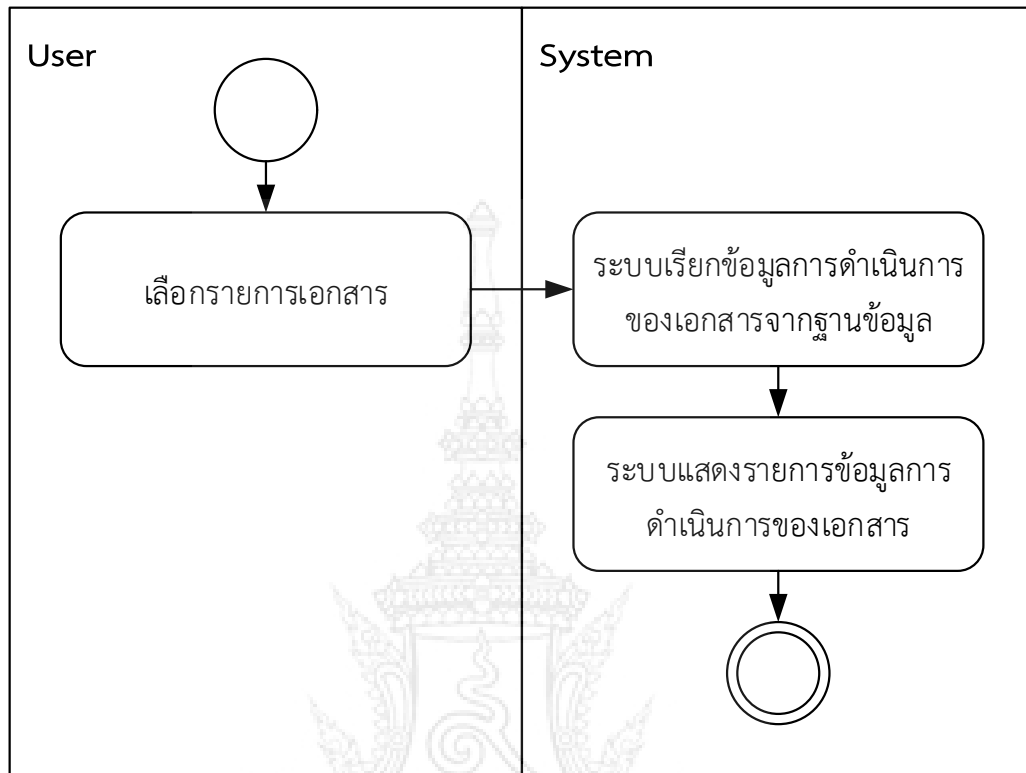 User
System
เลือกรายการเอกสาร
ระบบเรียกข้อมูลการดำเนินการ
ของเอกสารจากฐานข้อมูล
ระบบแสดงรายการข้อมูลการ
ดำเนินการของเอกสาร